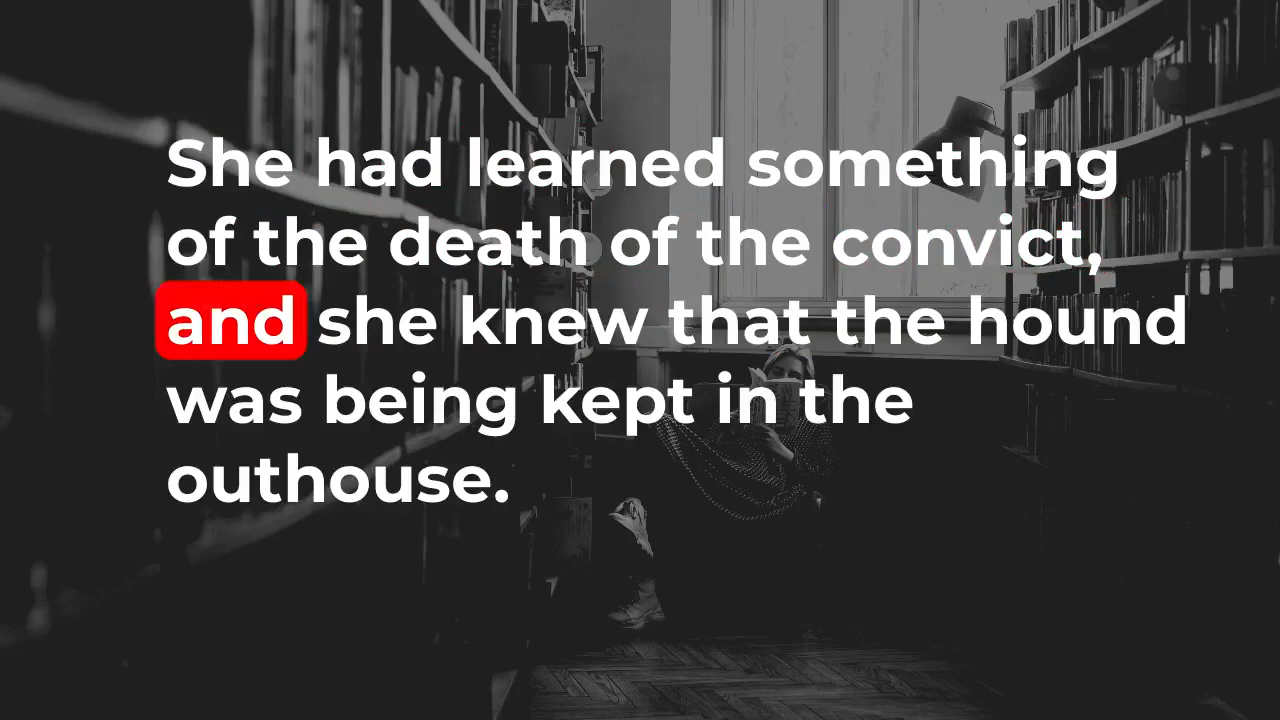 She had learned something
of the death of the convict,
and she knew that the hound
was being kept in the
outhouse.